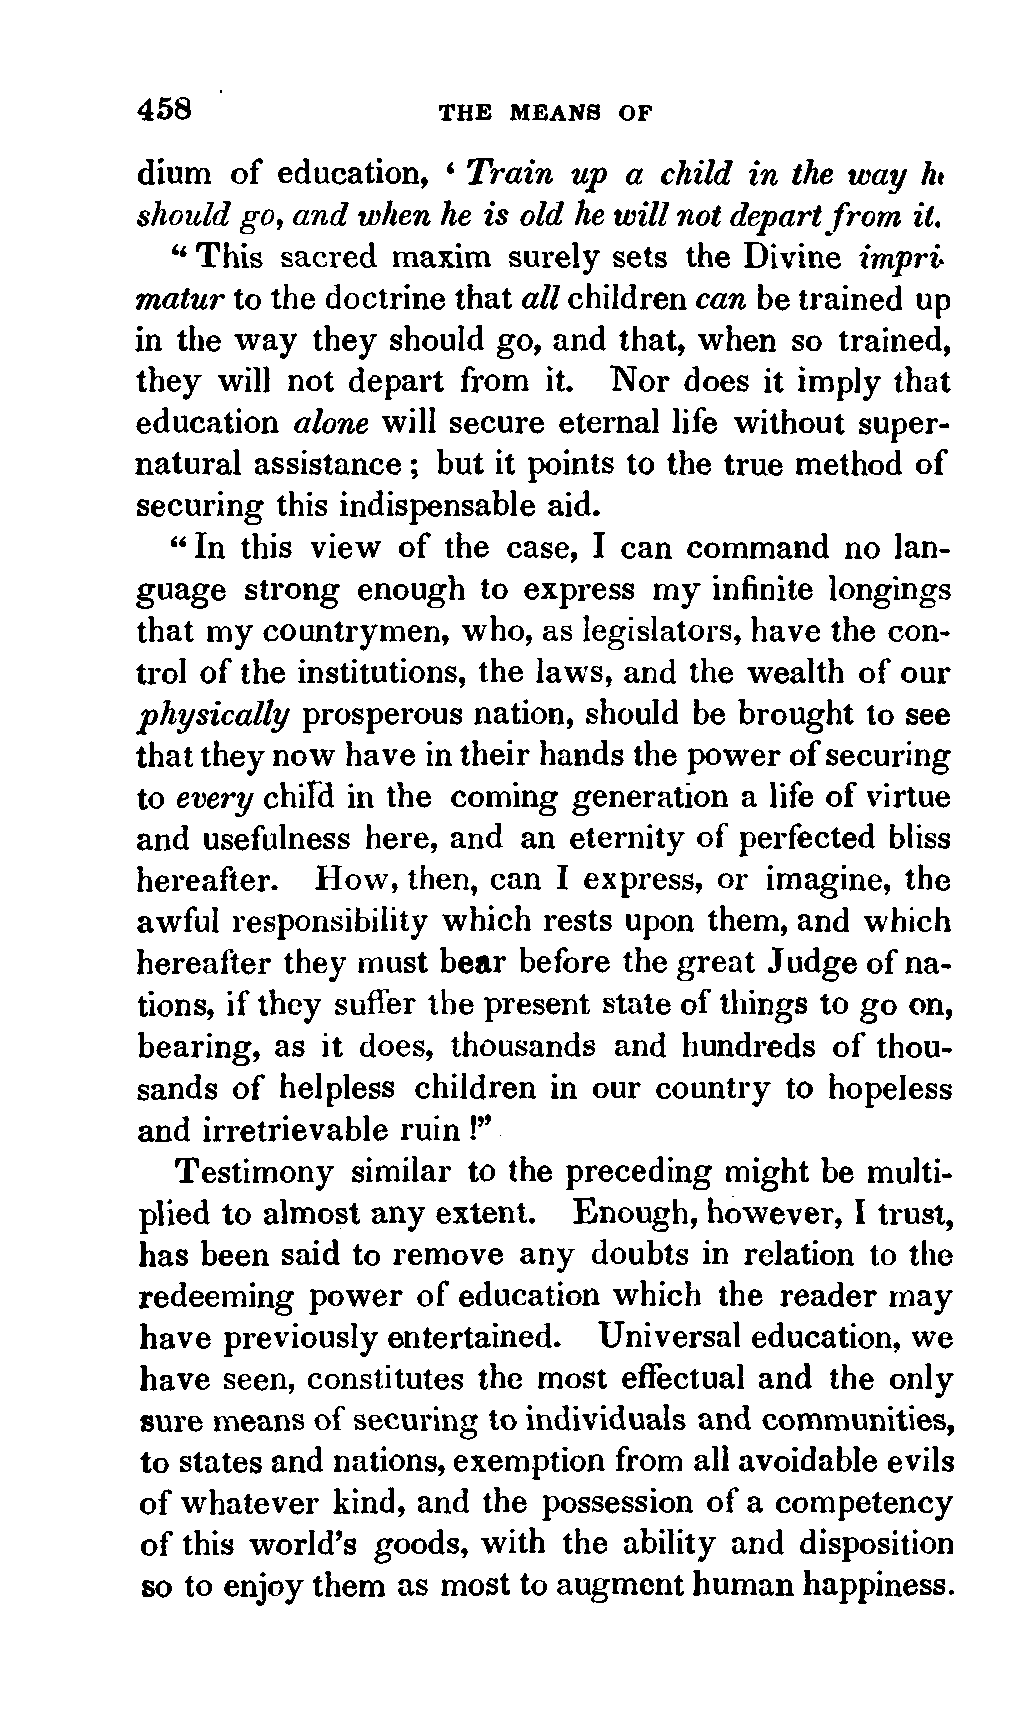 458 THE MEANS OF
dium of education, ‘ Train up a child in the way he
should go, and when he is old he will not depart from it.
“ This sacred maxim surely sets the Divine impri-
matur to the doctrine that all children can be trained up
in the way they should go, and that, when so trained,
they will not depart from it. Nor does it imply that
education alone will secure eternal life without super-
natural assistance ; but it points to the true method of
securing this indispensable aid.
“ In this view of the case, I can command no lan-
guage strong enough to express my infinite longings
that my countrymen, who, as legislators, have the con-
trol of the institutions, the laws, and the wealth of our
physically prosperous nation, should be brought to see
that they now have in their hands the power of securing
to every child in the coming generation a life of virtue
and usefulness here, and an eternity of perfected bliss
hereafter. How, then, can I express, or imagine, the
awful responsibility which rests upon them, and which
hereafter they must bear before the great Judge of na-
tions, if they suffer the present state of things to go on,
bearing, as it does, thousands and hundreds of thou-
sands of helpless children in our country to hopeless
and irretrievable ruin !”
Testimony similar to the preceding might be multi-
plied to almost any extent. Enough, however, I trust,
has been said to remove any doubts in relation to the
redeeming power of education which the reader may
have previously entertained. Universal education, we
have seen, constitutes the most effectual and the only
sure means of securing to individuals and communities,
to states and nations, exemption from all avoidable evils
of whatever kind, and the possession of a competency
of this world’s goods, with the ability and disposition
so to enjoy them as most to augment human happiness.